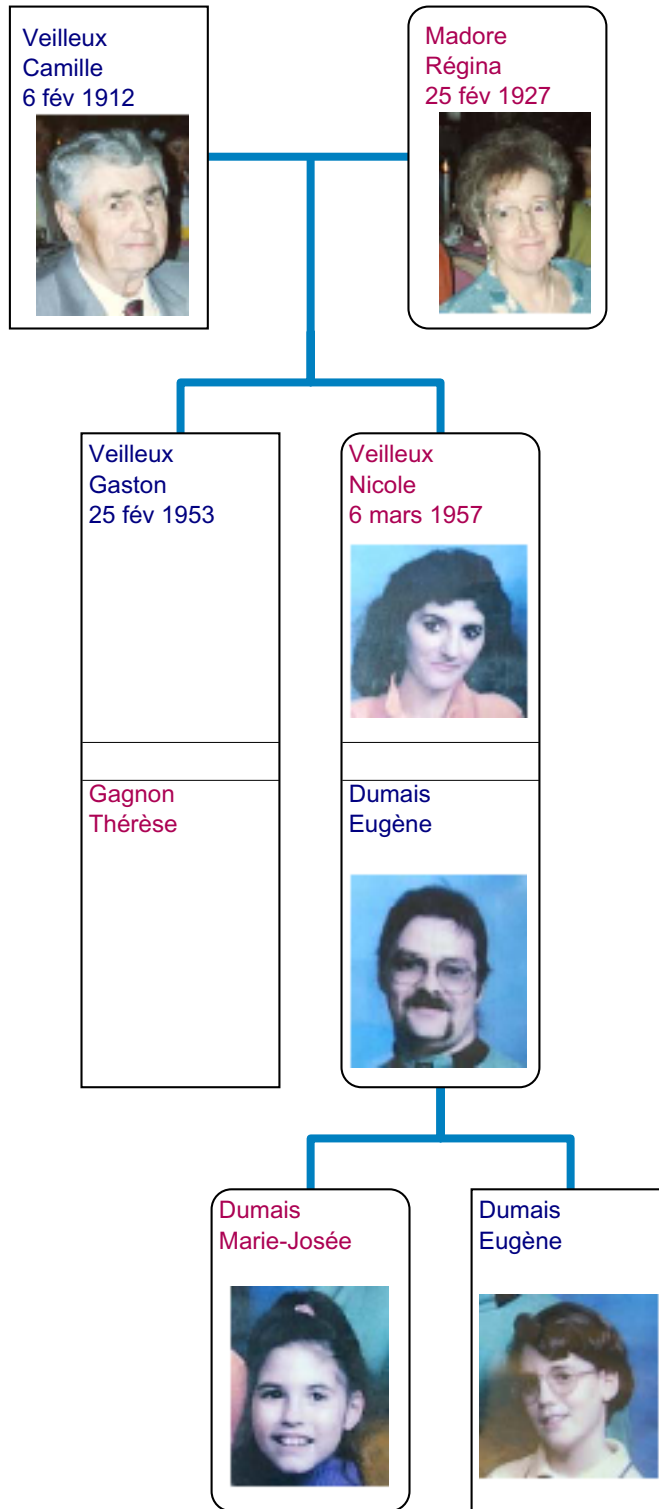 Veilleux
Camille
6 fév 1912
Madore
Régina
25 fév 1927
Veilleux
Gaston
25 fév 1953
Veilleux
Nicole
6 mars 1957
Gagnon
Thérèse
Dumais
Eugène
Dumais
Marie-Josée
Dumais
Eugène